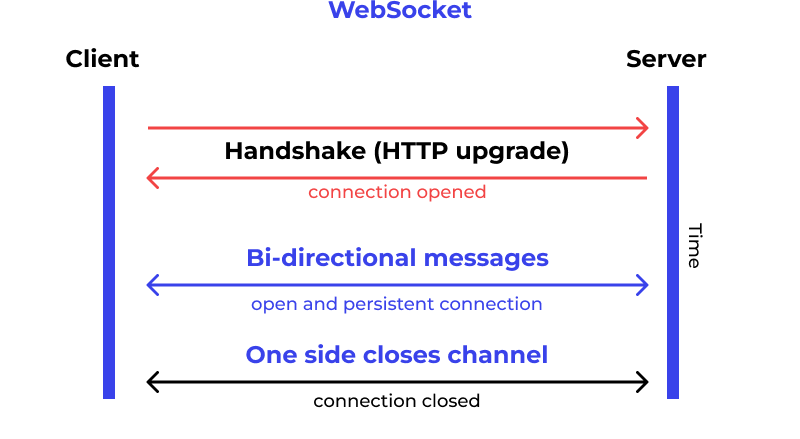 WebSocket
Client
Server
Handshake (HTTP upgrade)
connection opened
Time
Bi-directional messages
open and persistent connection
One side closes channel
connection closed